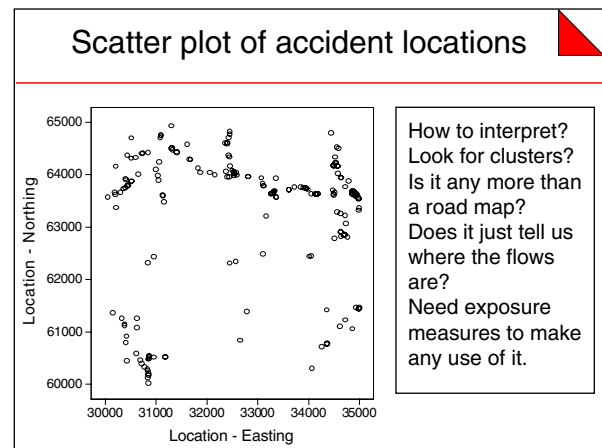 Scatter plot of accident locations
65000
64000
63000
62000
61000
60000
Location - Northing
30000 31000 32000 33000 34000 35000
Location - Easting
How to interpret?
Look for clusters?
Is it any more than
a road map?
Does it just tell us
where the flows
are?
Need exposure
measures to make
any use of it.